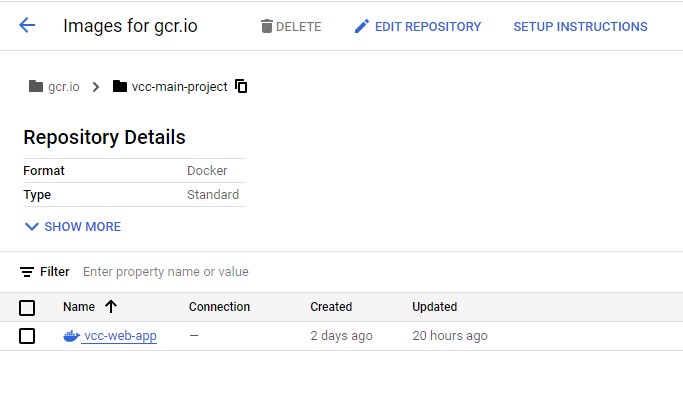 Images for gcr.io DELETE EDIT REPOSITORY SETUP INSTRUCTIONS
gcr.io vcc-main-project
Repository Details
Format Docker
Type Standard
SHOW MORE
Filter Enter property name or value
Name Connection Created Updated
vcc-web-app — 2 days ago 20 hours ago